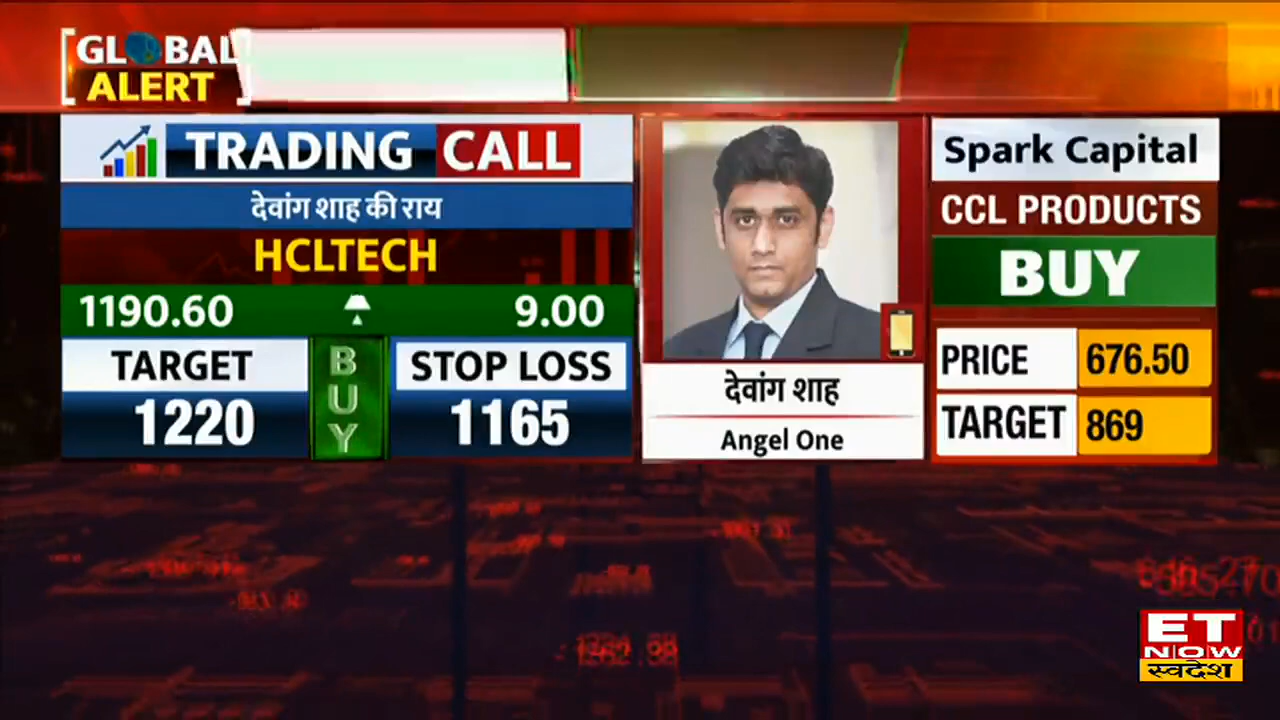 GLOBAL
ALERT
TRADING CALL
देवांग शाह की राय
HCLTECH
1190.60 9.00
TARGET
1220
BUY
STOP LOSS
1165
देवांग शाह
Angel One
Spark Capital
CCL PRODUCTS
BUY
PRICE 676.50
TARGET 869
ET
NOW
स्वदेश